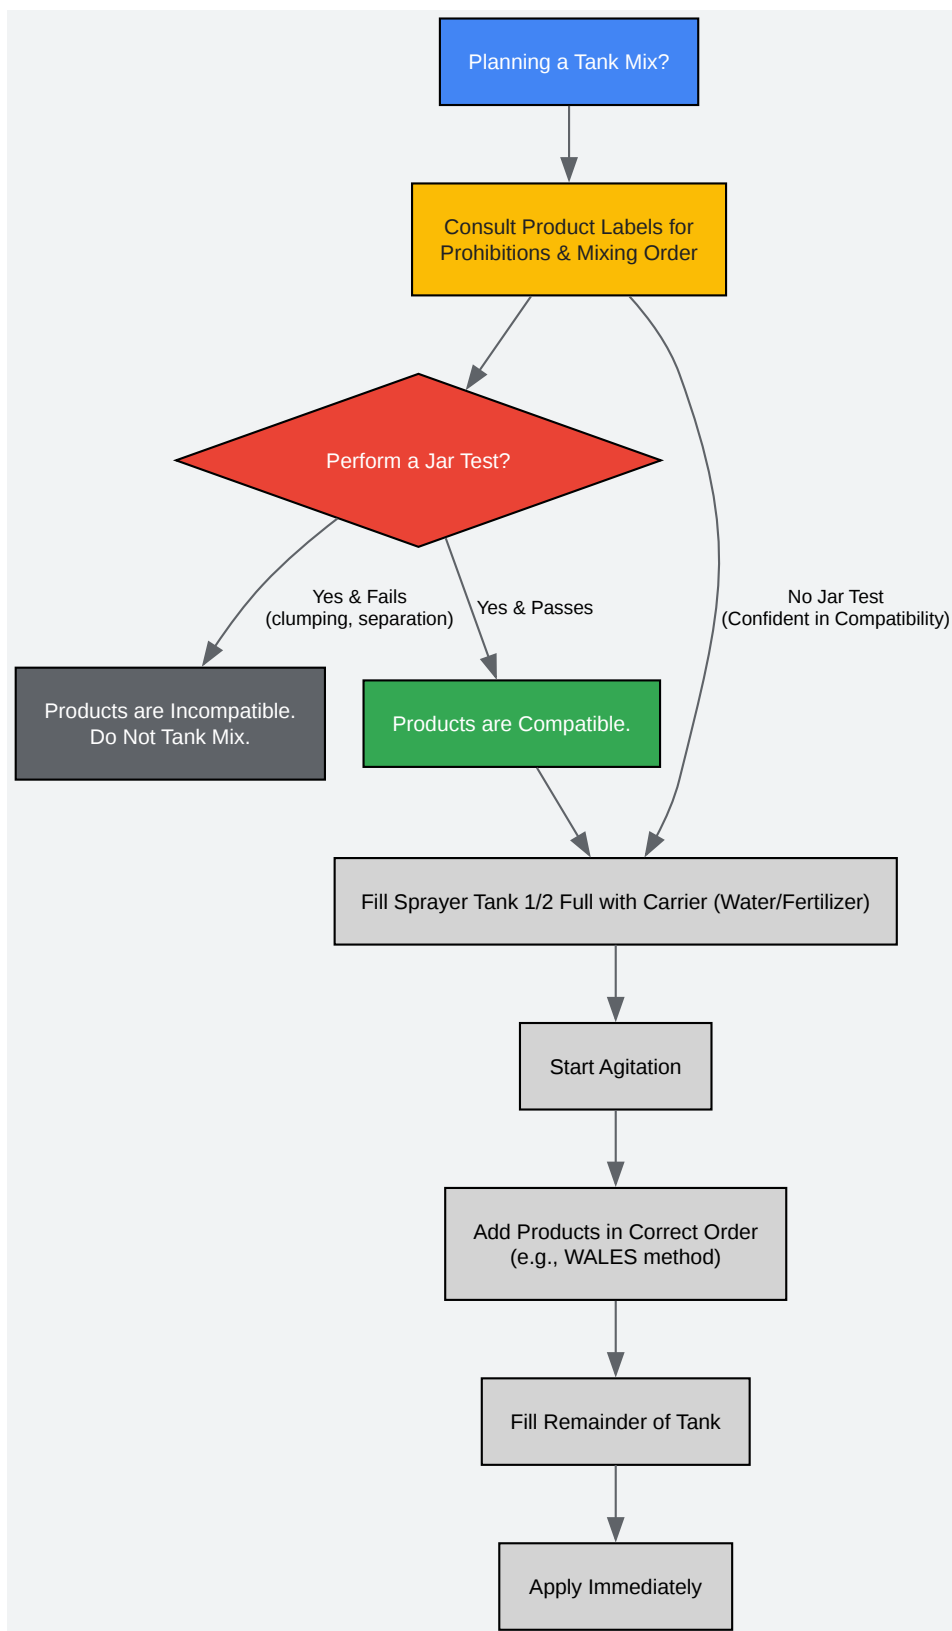 Planning a Tank Mix?
Consult Product Labels for
Prohibitions & Mixing Order
Perform a Jar Test?
Yes & Fails
(clumping, separation)
Yes & Passes
No Jar Test
(Confident in Compatibility)
Products are Incompatible.
Do Not Tank Mix.
Products are Compatible.
Fill Sprayer Tank 1/2 Full with Carrier (Water/Fertilizer)
Start Agitation
Add Products in Correct Order
(e.g., WALES method)
Fill Remainder of Tank
Apply Immediately